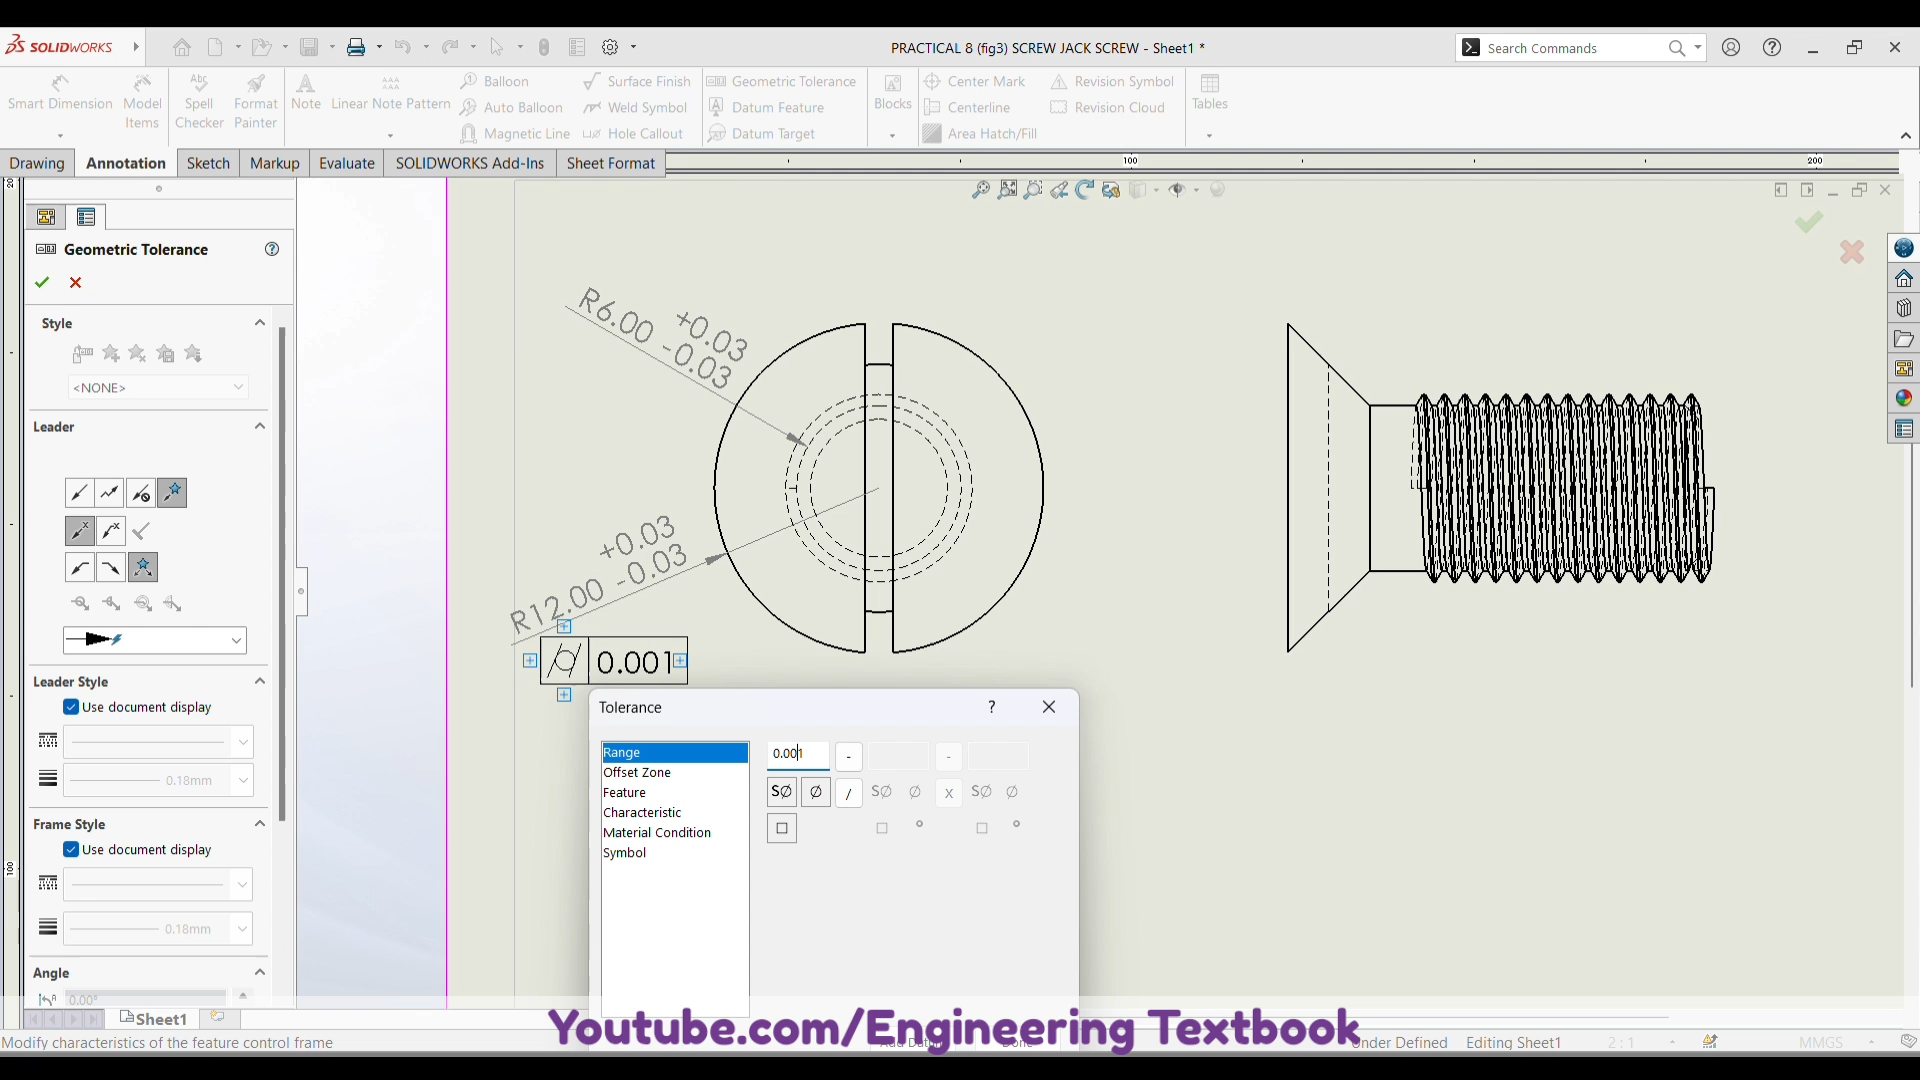 SOLIDWORKS
PRACTICAL 8 (fig3) SCREW JACK SCREW - Sheet1 *
Search Commands
Smart Dimension
Model Items
Spell Checker
Format Painter
Note
Linear Note Pattern
Balloon
Auto Balloon
Magnetic Line
Surface Finish
Weld Symbol
Hole Callout
Geometric Tolerance
Datum Feature
Datum Target
Blocks
Center Mark
Centerline
Area Hatch/Fill
Revision Symbol
Revision Cloud
Tables
Drawing
Annotation
Sketch
Markup
Evaluate
SOLIDWORKS Add-Ins
Sheet Format
100
200
20
100
Geometric Tolerance
Style
<NONE>
Leader
Leader Style
Use document display
0.18mm
Frame Style
Use document display
0.18mm
Angle
0.00°
R6.00 +0.03 -0.03
R12.00 +0.03 -0.03
0.001
Tolerance
?
Range
Offset Zone
Feature
Characteristic
Material Condition
Symbol
0.001
-
-
SØ Ø / SØ Ø X SØ Ø
Sheet1
Youtube.com/Engineering Textbook
Modify characteristics of the feature control frame
Under Defined
Editing Sheet1
2 : 1
MMGS